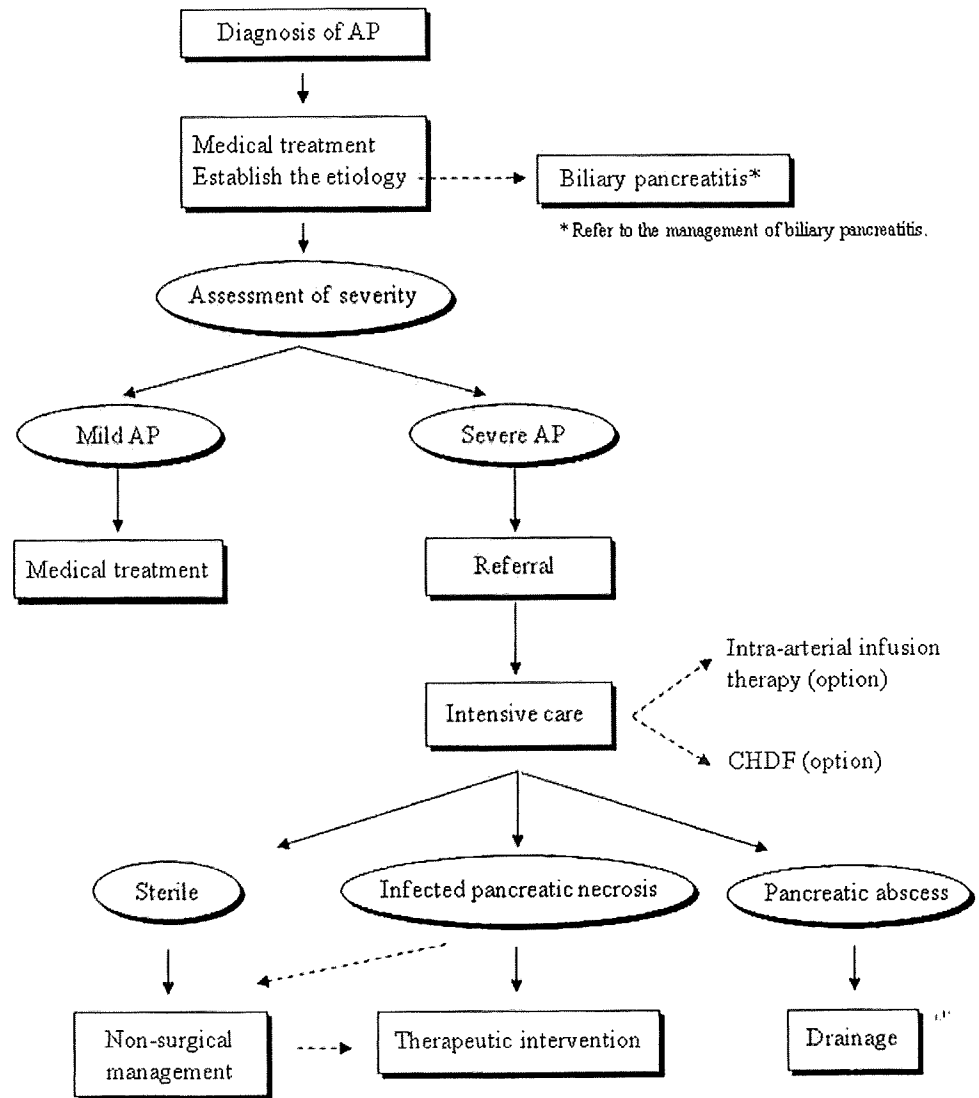 Diagnosis of AP
Medical treatment
Establish the etiology
Biliary pancreatitis*
* Refer to the management of biliary pancreatitis.
Assessment of severity
Mild AP
Severe AP
Medical treatment
Referral
Intra-arterial infusion
therapy (option)
Intensive care
CHDF (option)
Sterile
Infected pancreatic necrosis
Pancreatic abscess
Non-surgical
management
Therapeutic intervention
Drainage